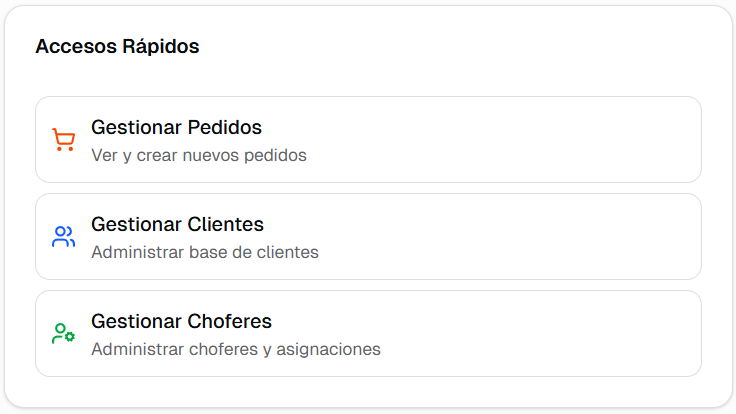 Accesos Rápidos
Gestionar Pedidos
Ver y crear nuevos pedidos
Gestionar Clientes
Administrar base de clientes
Gestionar Choferes
Administrar choferes y asignaciones